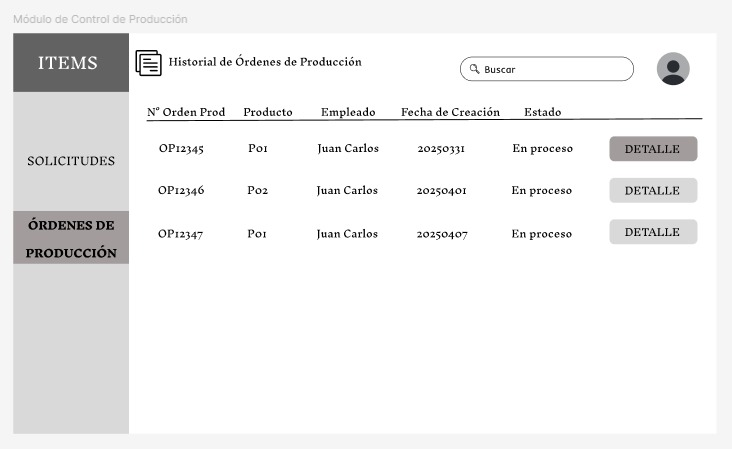 Módulo de Control de Producción
ITEMS
Historial de Órdenes de Producción
Buscar
SOLICITUDES
ÓRDENES DE
PRODUCCIÓN
N° Orden Prod Producto Empleado Fecha de Creación Estado
OP12345 P01 Juan Carlos 20250331 En proceso DETALLE
OP12346 P02 Juan Carlos 20250401 En proceso DETALLE
OP12347 P01 Juan Carlos 20250407 En proceso DETALLE